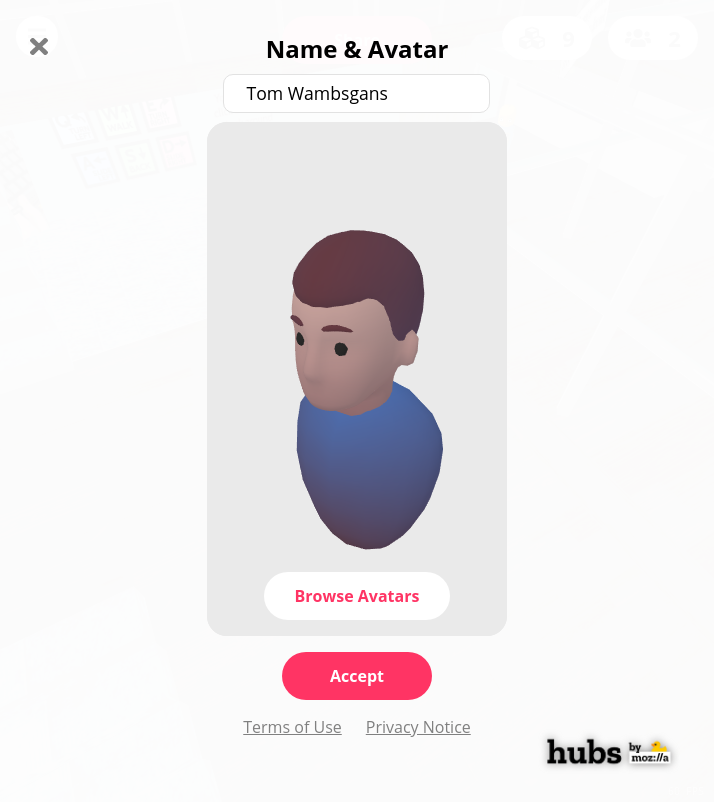 Name & Avatar
9
2
Tom Wambsgans
Browse Avatars
Accept
Terms of Use Privacy Notice
hubs by moz://a